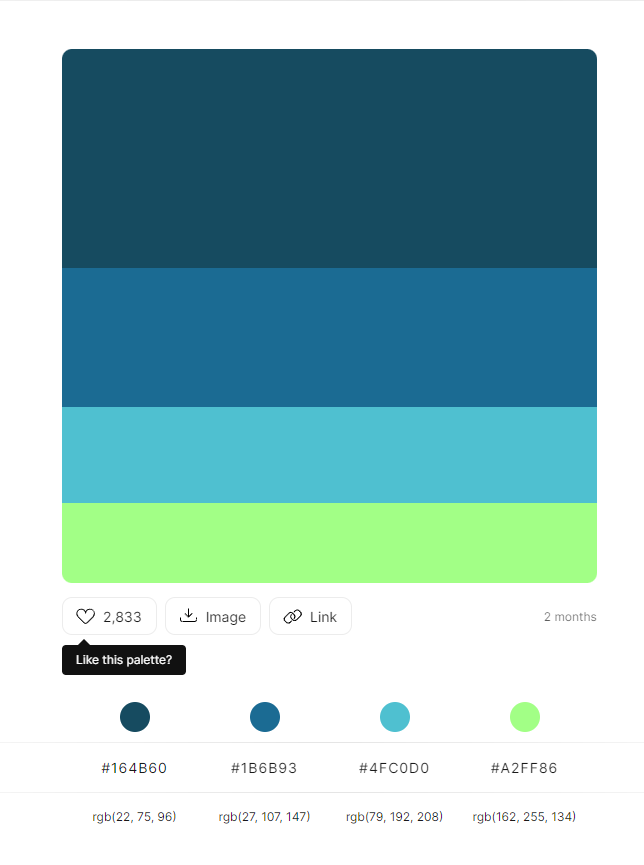 2,833 Image Link 2 months
Like this palette?
#164B60 #1B6B93 #4FC0D0 #A2FF86
rgb(22, 75, 96) rgb(27, 107, 147) rgb(79, 192, 208) rgb(162, 255, 134)